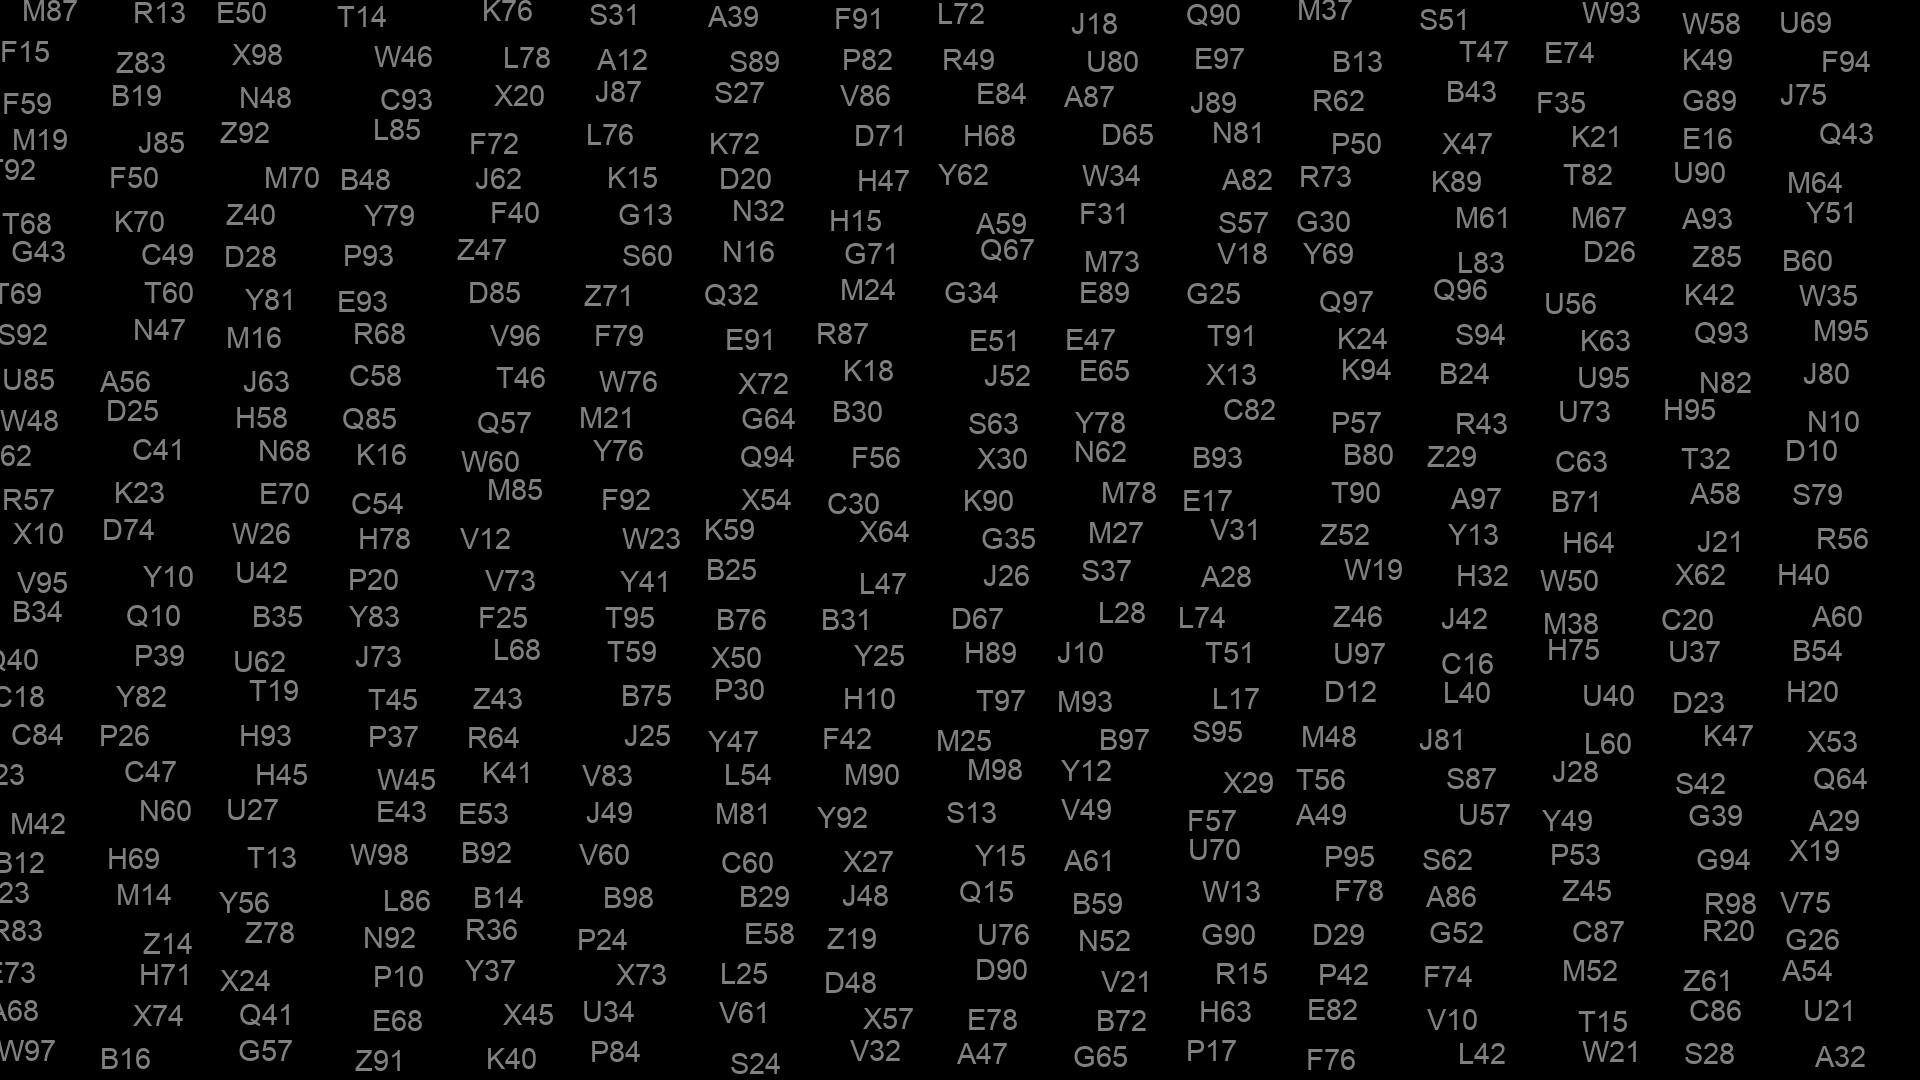 M87 R13 E50 T14 K76 S31 A39 F91 L72 J18 Q90 M37 S51 W93 W58 U69
F15 Z83 X98 W46 L78 A12 S89 P82 R49 U80 E97 B13 T47 E74 K49 F94
F59 B19 N48 C93 X20 J87 S27 V86 E84 A87 J89 R62 B43 F35 G89 J75
M19 J85 Z92 L85 F72 L76 K72 D71 H68 D65 N81 P50 X47 K21 E16 Q43
92 F50 M70 B48 J62 K15 D20 H47 Y62 W34 A82 R73 K89 T82 U90 M64
T68 K70 Z40 Y79 F40 G13 N32 H15 A59 F31 S57 G30 M61 M67 A93 Y51
G43 C49 D28 P93 Z47 S60 N16 G71 Q67 M73 V18 Y69 L83 D26 Z85 B60
T69 T60 Y81 E93 D85 Z71 Q32 M24 G34 E89 G25 Q97 Q96 U56 K42 W35
S92 N47 M16 R68 V96 F79 E91 R87 E51 E47 T91 K24 S94 K63 Q93 M95
U85 A56 J63 C58 T46 W76 X72 K18 J52 E65 X13 K94 B24 U95 N82 J80
W48 D25 H58 Q85 Q57 M21 G64 B30 S63 Y78 C82 P57 R43 U73 H95 N10
62 C41 N68 K16 W60 Y76 Q94 F56 X30 N62 B93 B80 Z29 C63 T32 D10
R57 K23 E70 C54 M85 F92 X54 C30 K90 M78 E17 T90 A97 B71 A58 S79
X10 D74 W26 H78 V12 W23 K59 X64 G35 M27 V31 Z52 Y13 H64 J21 R56
V95 Y10 U42 P20 V73 Y41 B25 L47 J26 S37 A28 W19 H32 W50 X62 H40
B34 Q10 B35 Y83 F25 T95 B76 B31 D67 L28 L74 Z46 J42 M38 C20 A60
Q40 P39 U62 J73 L68 T59 X50 Y25 H89 J10 T51 U97 C16 H75 U37 B54
C18 Y82 T19 T45 Z43 B75 P30 H10 T97 M93 L17 D12 L40 U40 D23 H20
C84 P26 H93 P37 R64 J25 Y47 F42 M25 B97 S95 M48 J81 L60 K47 X53
23 C47 H45 W45 K41 V83 L54 M90 M98 Y12 X29 T56 S87 J28 S42 Q64
M42 N60 U27 E43 E53 J49 M81 Y92 S13 V49 F57 A49 U57 Y49 G39 A29
B12 H69 T13 W98 B92 V60 C60 X27 Y15 A61 U70 P95 S62 P53 G94 X19
23 M14 Y56 L86 B14 B98 B29 J48 Q15 B59 W13 F78 A86 Z45 R98 V75
R83 Z14 Z78 N92 R36 P24 E58 Z19 U76 N52 G90 D29 G52 C87 R20 G26
73 H71 X24 P10 Y37 X73 L25 D48 D90 V21 R15 P42 F74 M52 Z61 A54
A68 X74 Q41 E68 X45 U34 V61 X57 E78 B72 H63 E82 V10 T15 C86 U21
W97 B16 G57 Z91 K40 P84 S24 V32 A47 G65 P17 F76 L42 W21 S28 A32